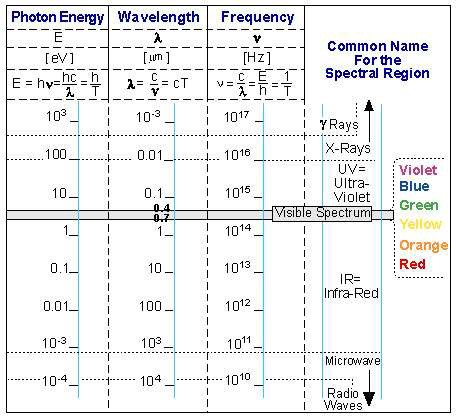 Photon Energy Wavelength Frequency
E λ ν
[eV] [μm] [Hz]
E = hν = hc/λ = h/T λ = c/ν = cT ν = c/λ = E/h = 1/T
Common Name
For the
Spectral Region
10³ 10⁻³ 10¹⁷
γ Rays
X-Rays
100 0.01 10¹⁶
UV=
Ultra-
Violet
10 0.1 10¹⁵
0.4
0.7
Visible Spectrum
1 1 10¹⁴
0.1 10 10¹³
IR=
Infra-Red
0.01 100 10¹²
10⁻³ 10³ 10¹¹
Microwave
10⁻⁴ 10⁴ 10¹⁰
Radio
Waves
Violet
Blue
Green
Yellow
Orange
Red